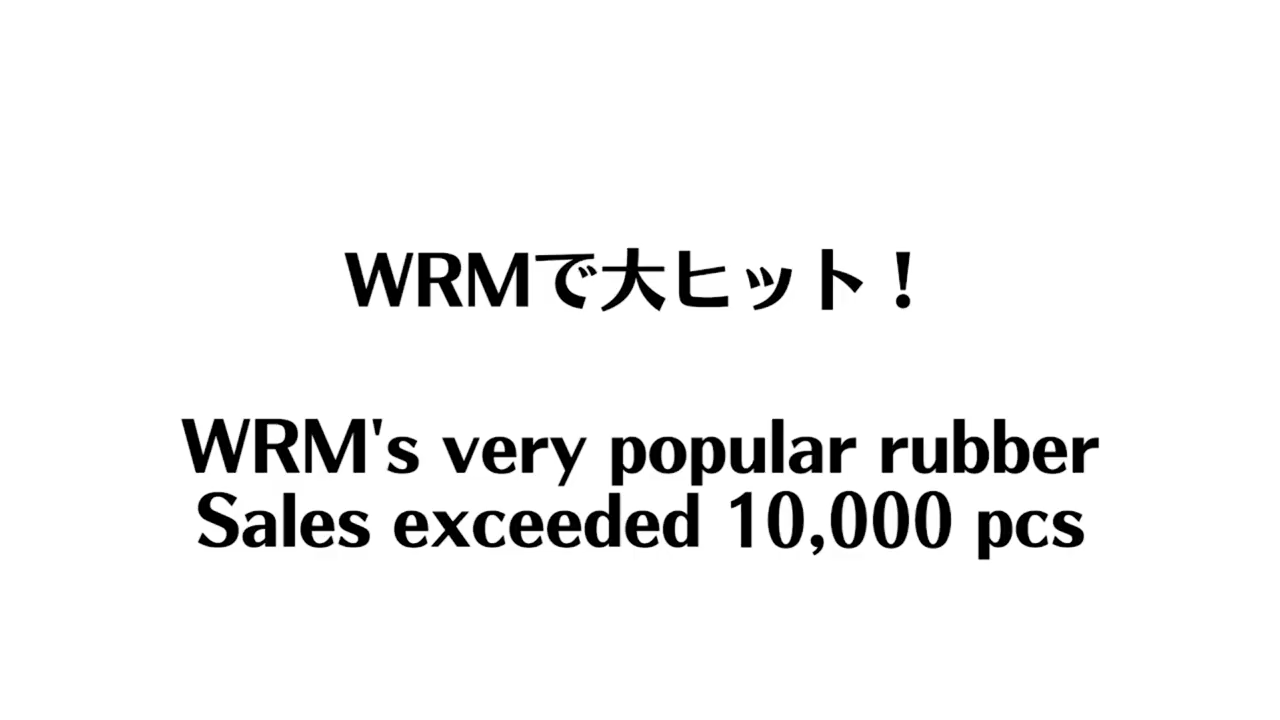 WRMで大ヒット！
WRM's very popular rubber
Sales exceeded 10,000 pcs